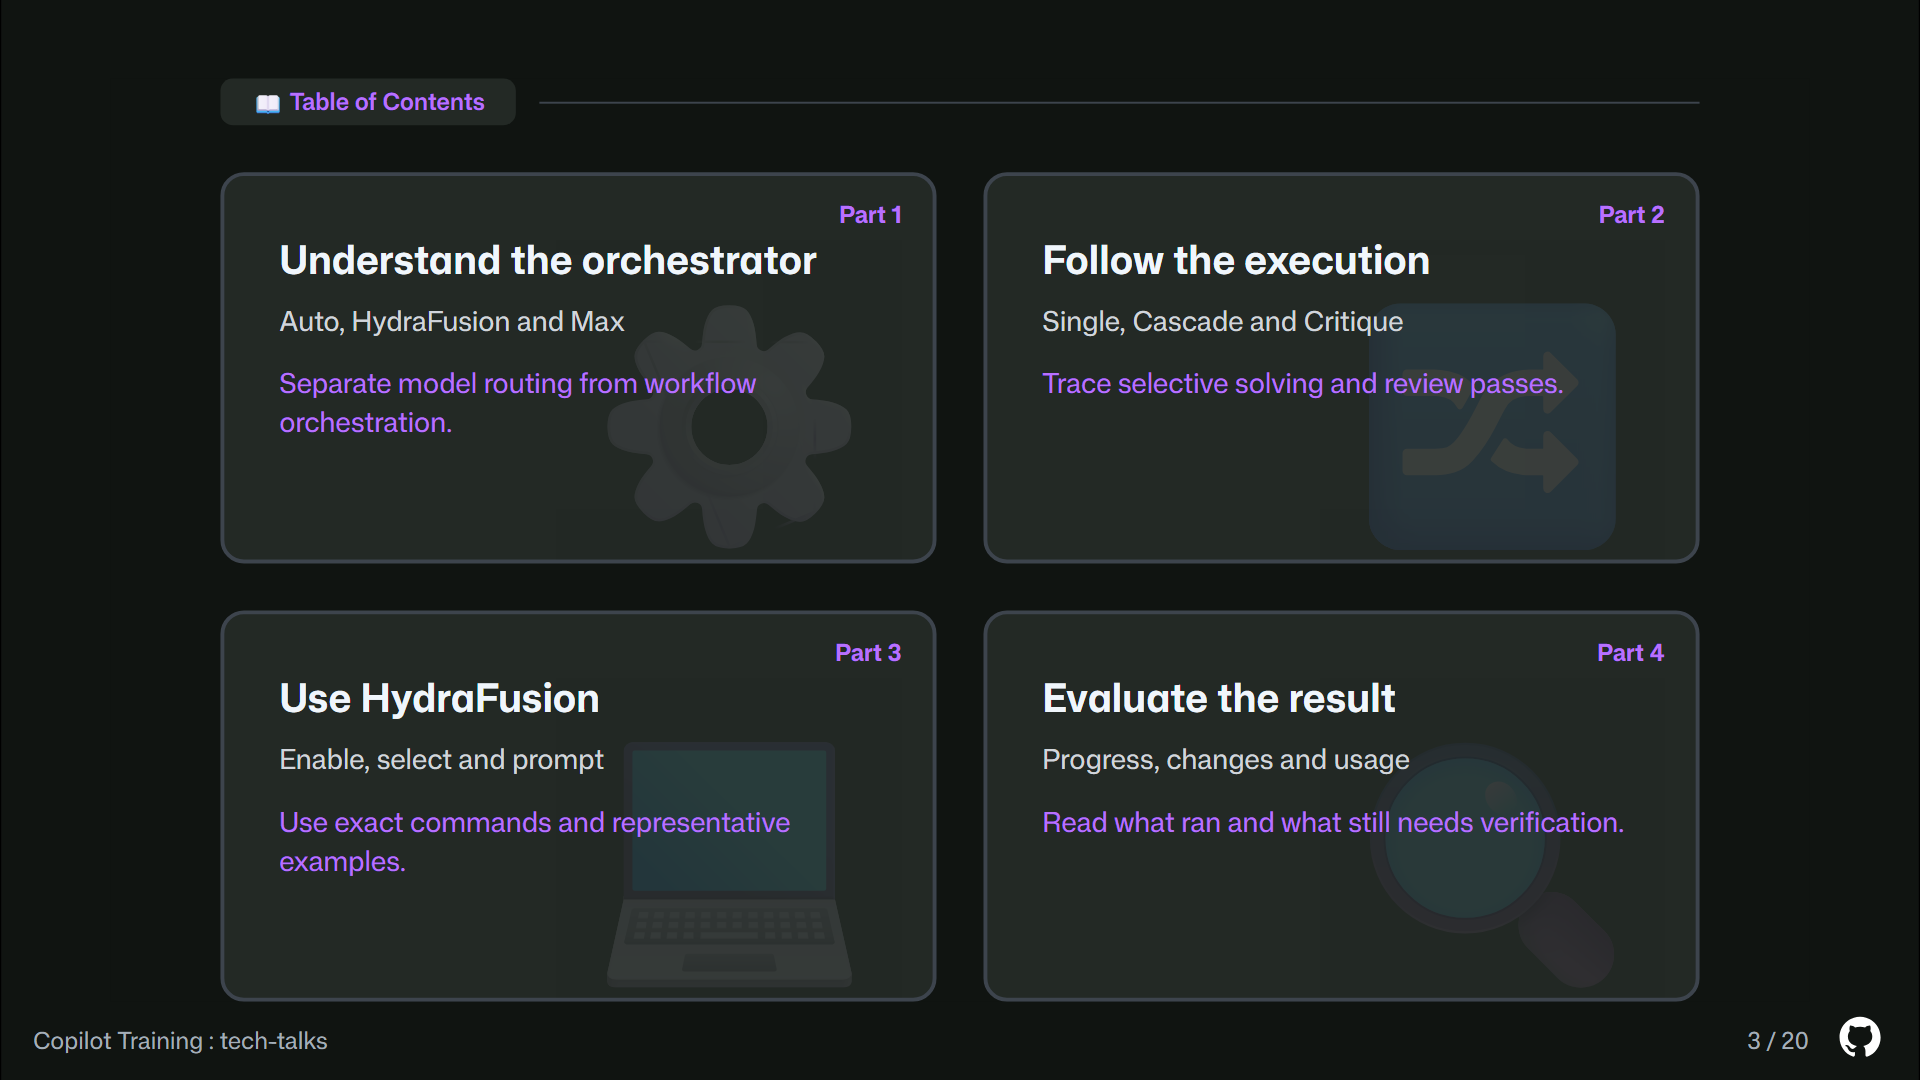 Table of Contents
Part 1
Understand the orchestrator
Auto, HydraFusion and Max
Separate model routing from workflow
orchestration.
Part 2
Follow the execution
Single, Cascade and Critique
Trace selective solving and review passes.
Part 3
Use HydraFusion
Enable, select and prompt
Use exact commands and representative
examples.
Part 4
Evaluate the result
Progress, changes and usage
Read what ran and what still needs verification.
Copilot Training : tech-talks
3 / 20